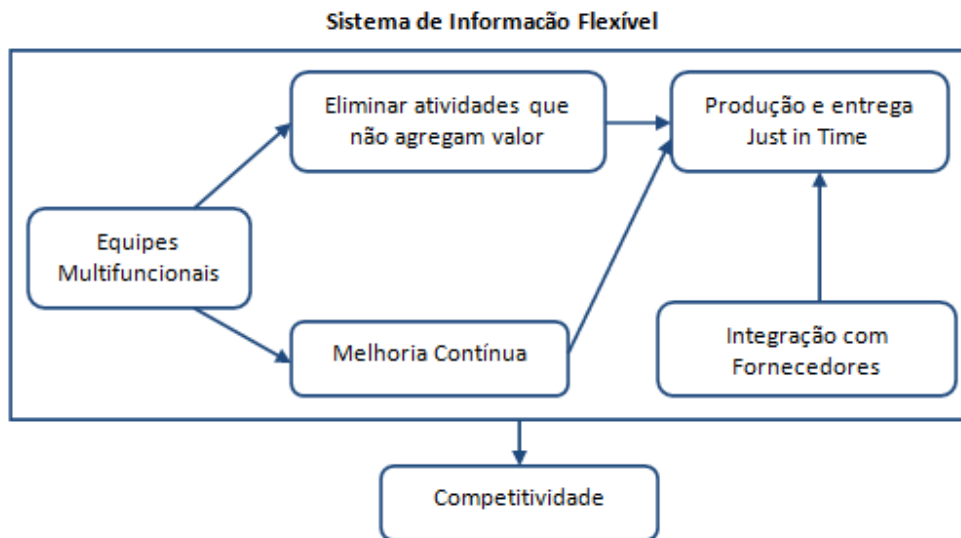 Sistema de Informacão Flexível
Eliminar atividades que
não agregam valor
Produção e entrega
Just in Time
Equipes
Multifuncionais
Melhoria Contínua
Integração com
Fornecedores
Competitividade